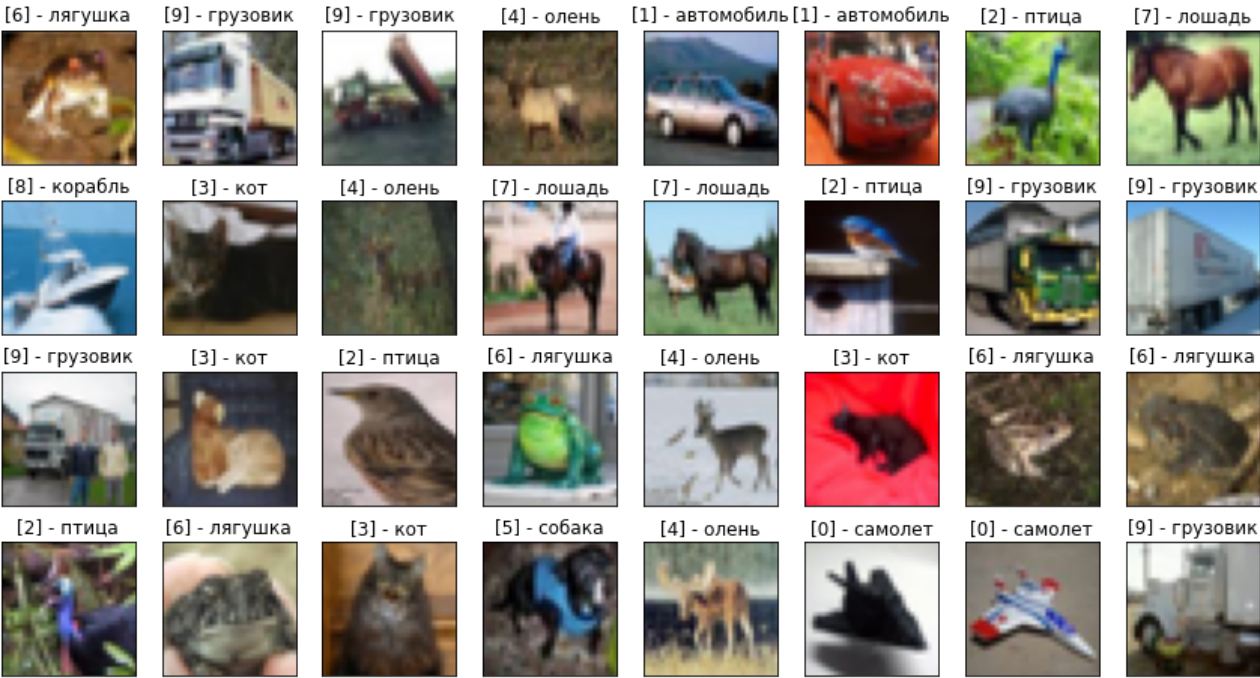 [6] - лягушка [9] - грузовик [9] - грузовик [4] - олень [1] - автомобиль [1] - автомобиль [2] - птица [7] - лошадь
[8] - корабль [3] - кот [4] - олень [7] - лошадь [7] - лошадь [2] - птица [9] - грузовик [9] - грузовик
[9] - грузовик [3] - кот [2] - птица [6] - лягушка [4] - олень [3] - кот [6] - лягушка [6] - лягушка
[2] - птица [6] - лягушка [3] - кот [5] - собака [4] - олень [0] - самолет [0] - самолет [9] - грузовик